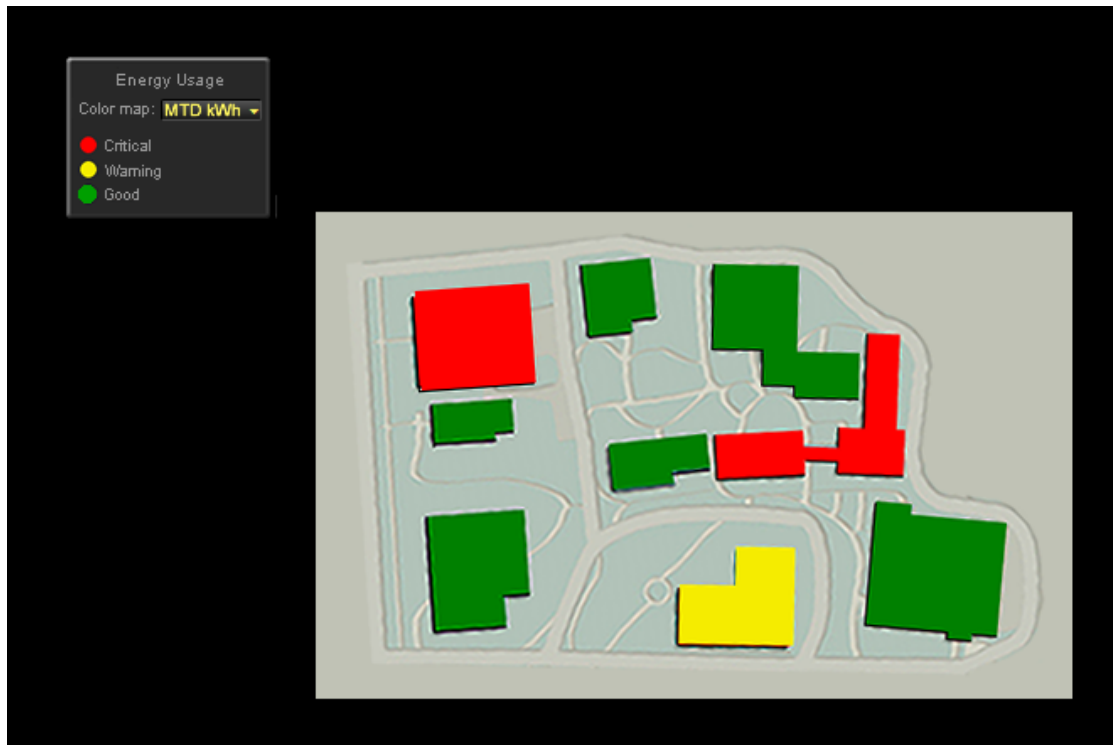 Energy Usage
Color map: MTD kWh
Critical
Warning
Good